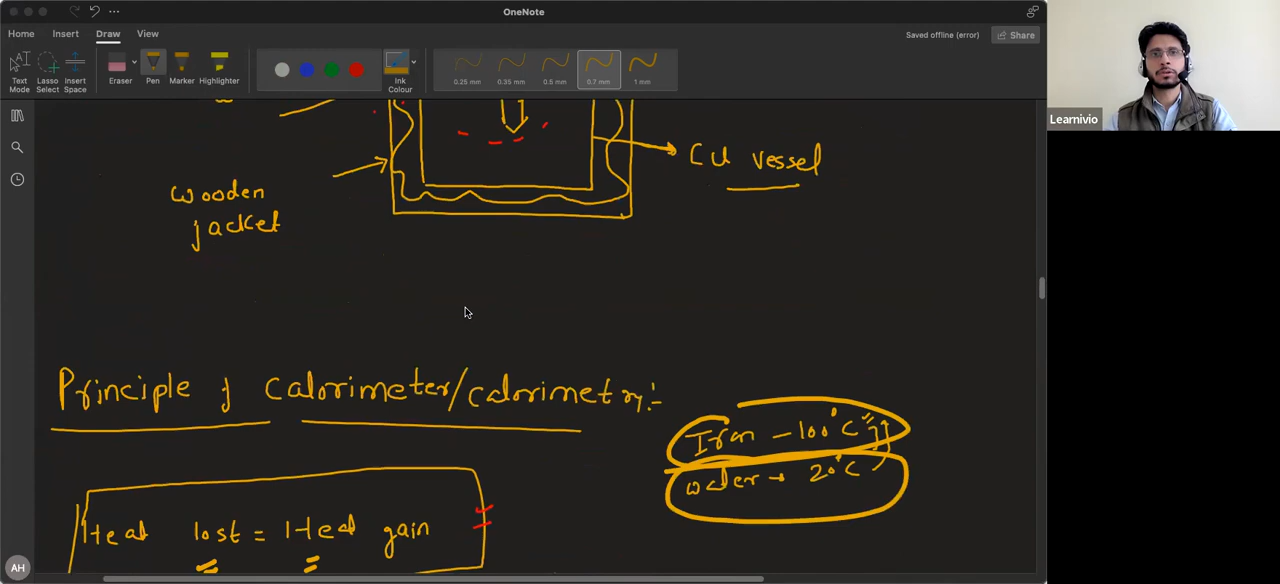 OneNote
Home Insert Draw View
Saved offline (error)
Share
Text Mode
Lasso Select
Insert Space
Eraser
Pen
Marker
Highlighter
Ink Colour
0.25 mm
0.35 mm
0.5 mm
0.7 mm
1 mm
Learnivio
CU vessel
wooden
jacket
Principle of Calorimeter/calorimetry:-
Iron - 100°C
water → 20°C
Heat lost = Heat gain
AH